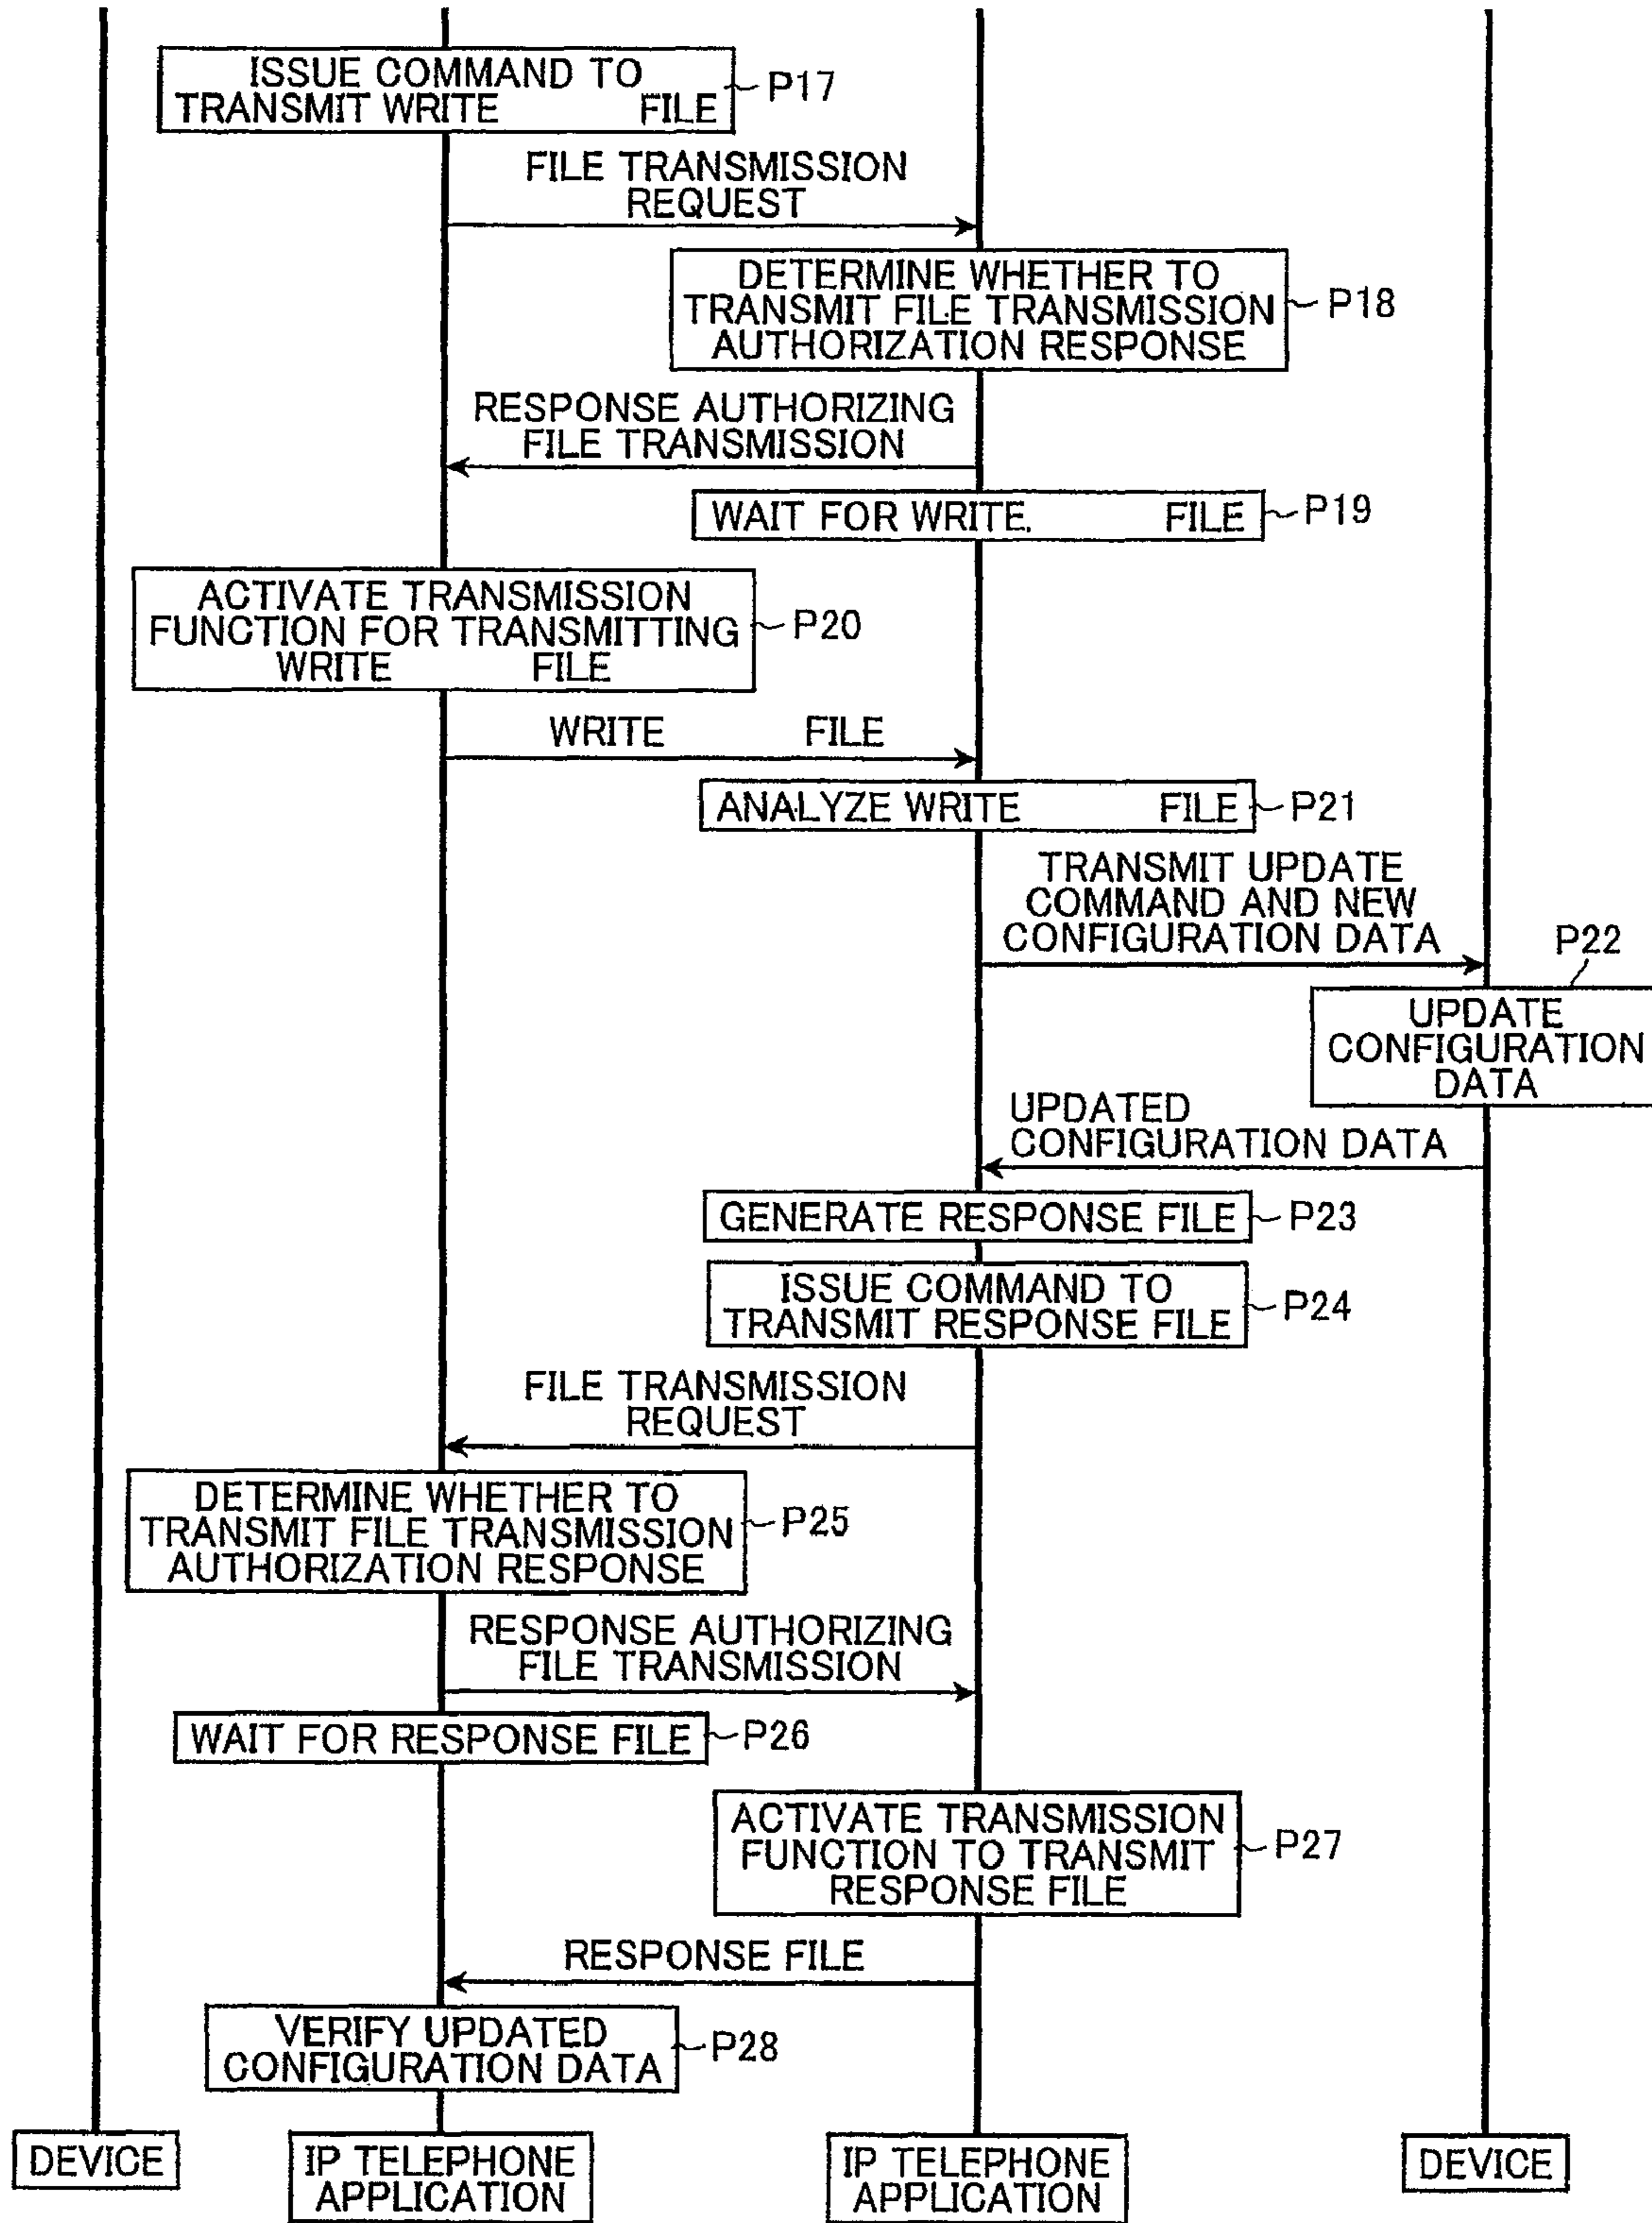 ISSUE COMMAND TO
TRANSMIT WRITE FILE
P17
FILE TRANSMISSION
REQUEST
DETERMINE WHETHER TO
TRANSMIT FILE TRANSMISSION
AUTHORIZATION RESPONSE
P18
RESPONSE AUTHORIZING
FILE TRANSMISSION
WAIT FOR WRITE. FILE
P19
ACTIVATE TRANSMISSION
FUNCTION FOR TRANSMITTING
WRITE FILE
P20
WRITE FILE
ANALYZE WRITE FILE
P21
TRANSMIT UPDATE
COMMAND AND NEW
CONFIGURATION DATA
P22
UPDATE
CONFIGURATION
DATA
UPDATED
CONFIGURATION DATA
GENERATE RESPONSE FILE
P23
ISSUE COMMAND TO
TRANSMIT RESPONSE FILE
P24
FILE TRANSMISSION
REQUEST
DETERMINE WHETHER TO
TRANSMIT FILE TRANSMISSION
AUTHORIZATION RESPONSE
P25
RESPONSE AUTHORIZING
FILE TRANSMISSION
WAIT FOR RESPONSE FILE
P26
ACTIVATE TRANSMISSION
FUNCTION TO TRANSMIT
RESPONSE FILE
P27
RESPONSE FILE
VERIFY UPDATED
CONFIGURATION DATA
P28
DEVICE
IP TELEPHONE
APPLICATION
IP TELEPHONE
APPLICATION
DEVICE